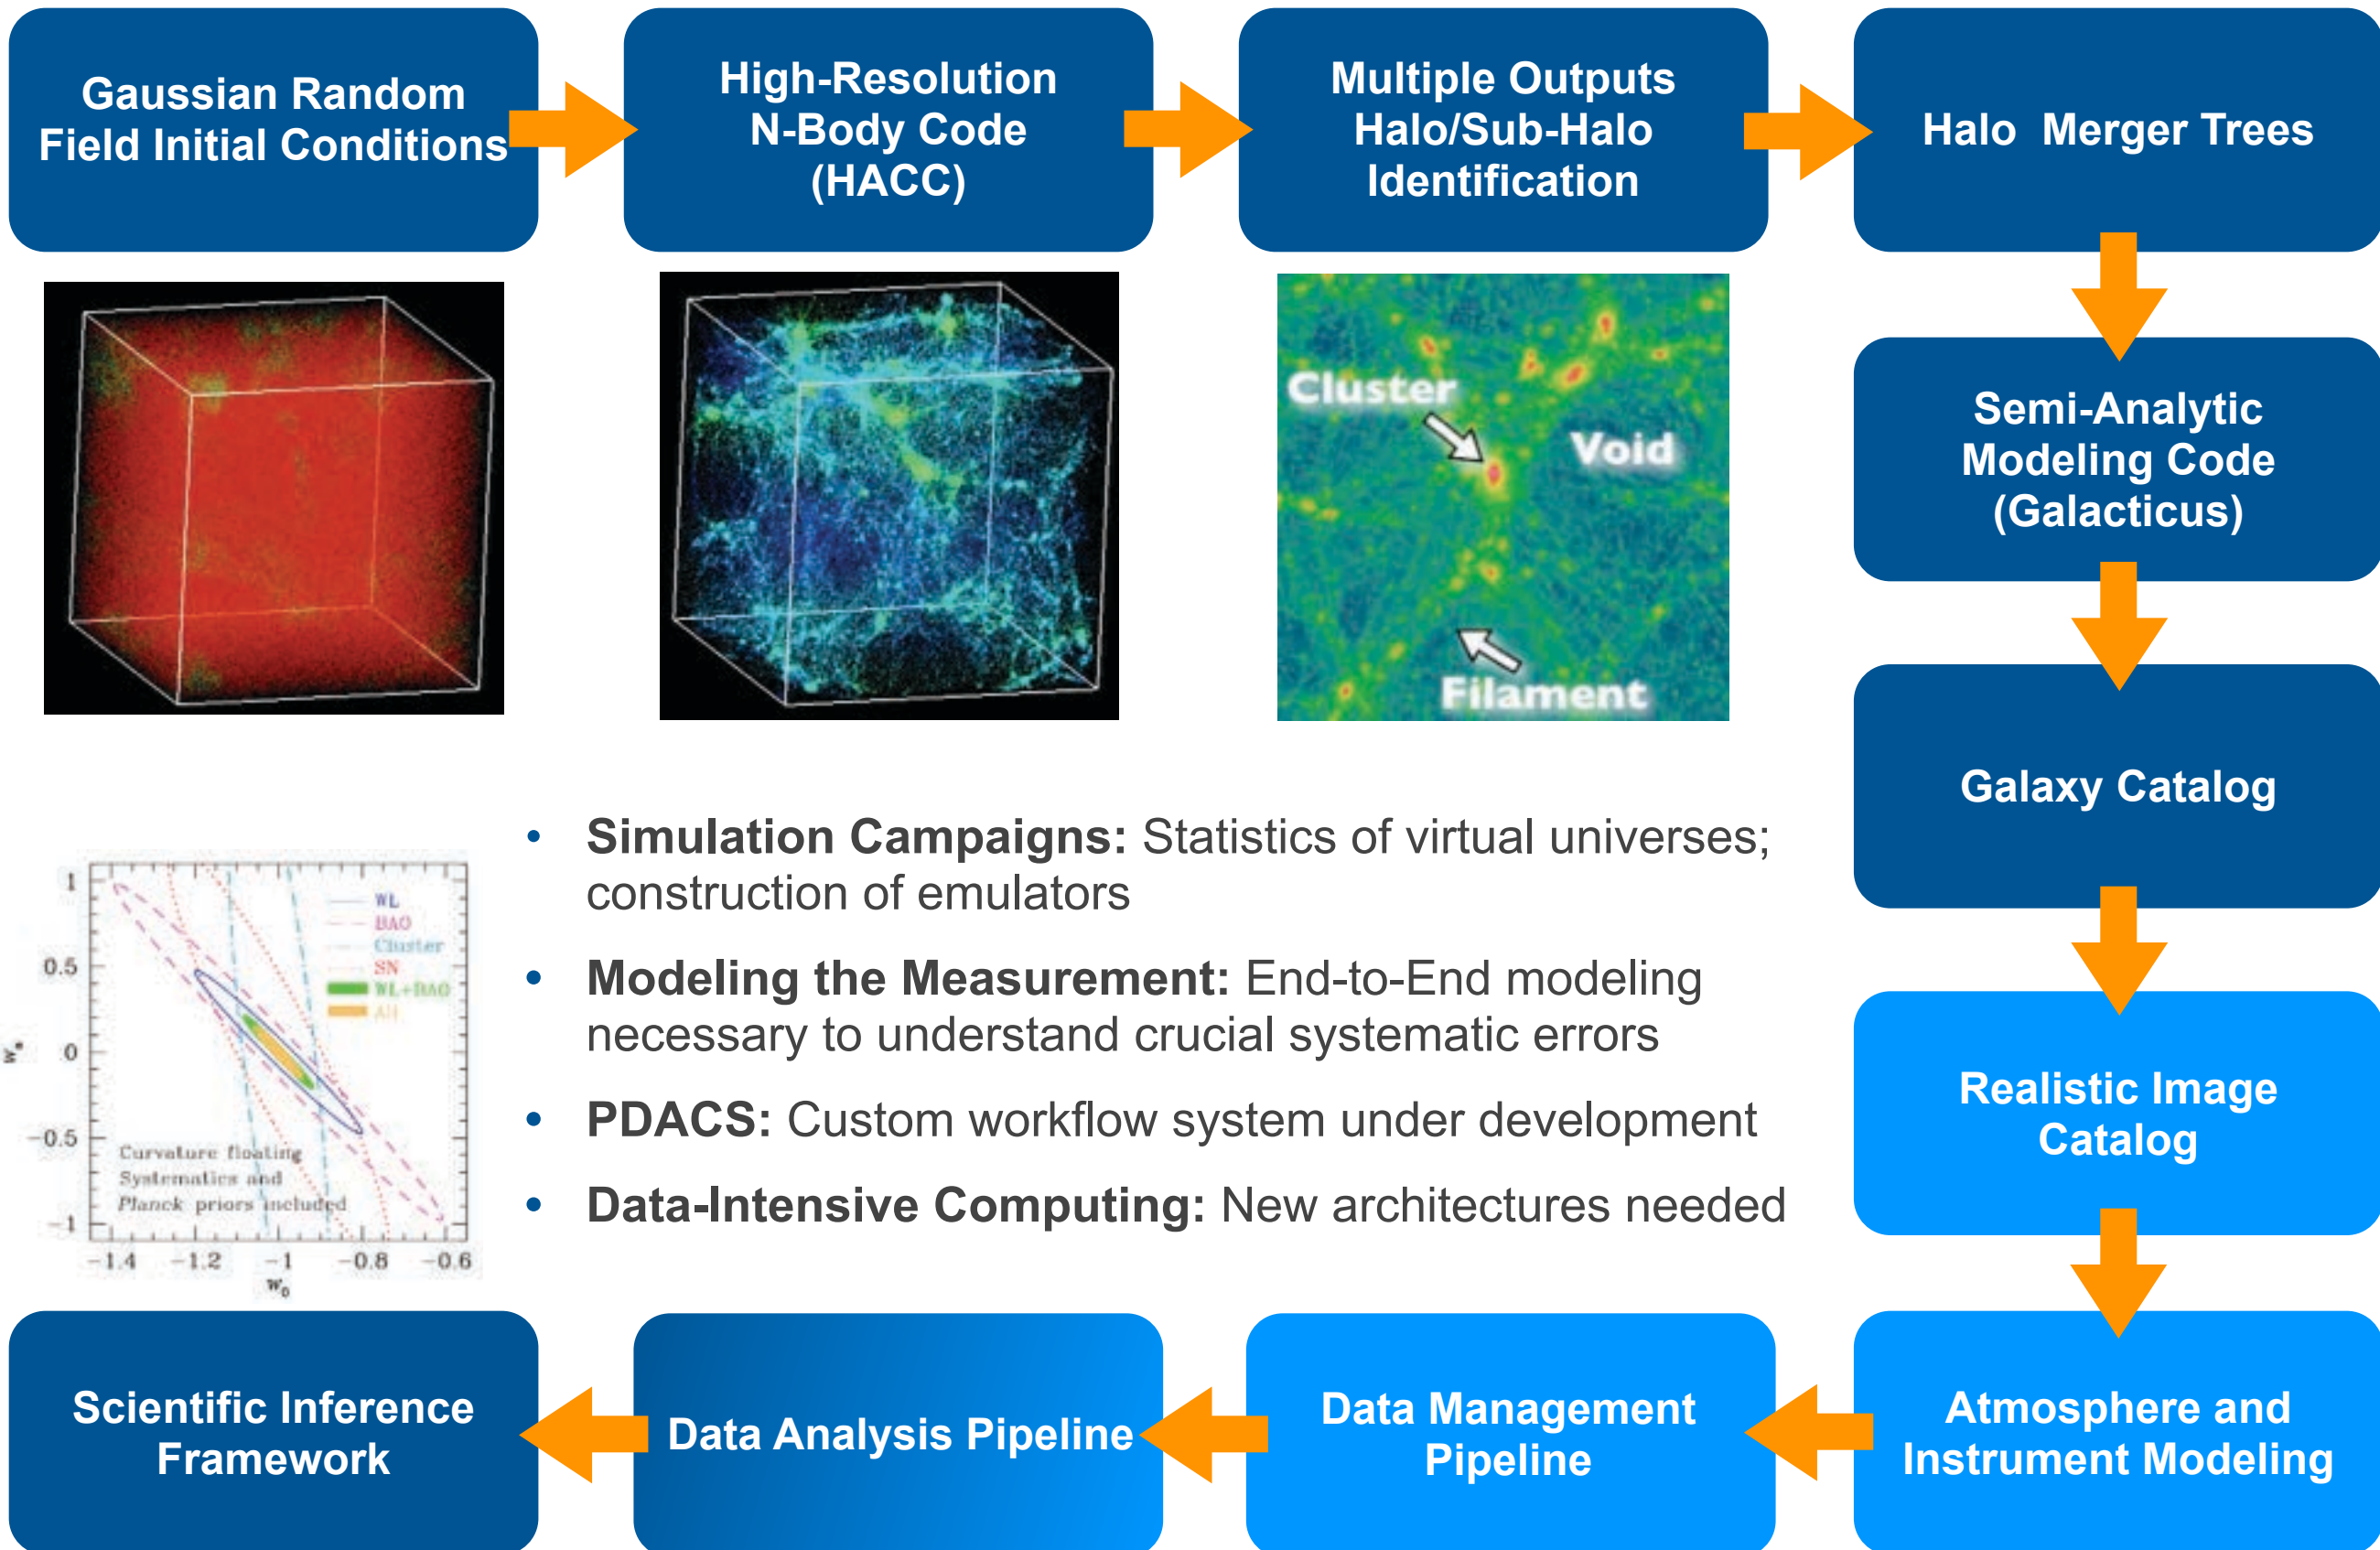 Gaussian Random
Field Initial Conditions
High-Resolution
N-Body Code
(HACC)
Multiple Outputs
Halo/Sub-Halo
Identification
Halo Merger Trees
Cluster
Void
Filament
Semi-Analytic
Modeling Code
(Galacticus)
Galaxy Catalog
• Simulation Campaigns: Statistics of virtual universes;
construction of emulators
• Modeling the Measurement: End-to-End modeling
necessary to understand crucial systematic errors
• PDACS: Custom workflow system under development
• Data-Intensive Computing: New architectures needed
1
0.5
0
−0.5
−1
wa
WL
BAO
Cluster
SN
WL+BAO
All
Curvature floating
Systematics and
Planck priors included
−1.4 −1.2 −1 −0.8 −0.6
w0
Realistic Image
Catalog
Atmosphere and
Instrument Modeling
Data Management
Pipeline
Data Analysis Pipeline
Scientific Inference
Framework